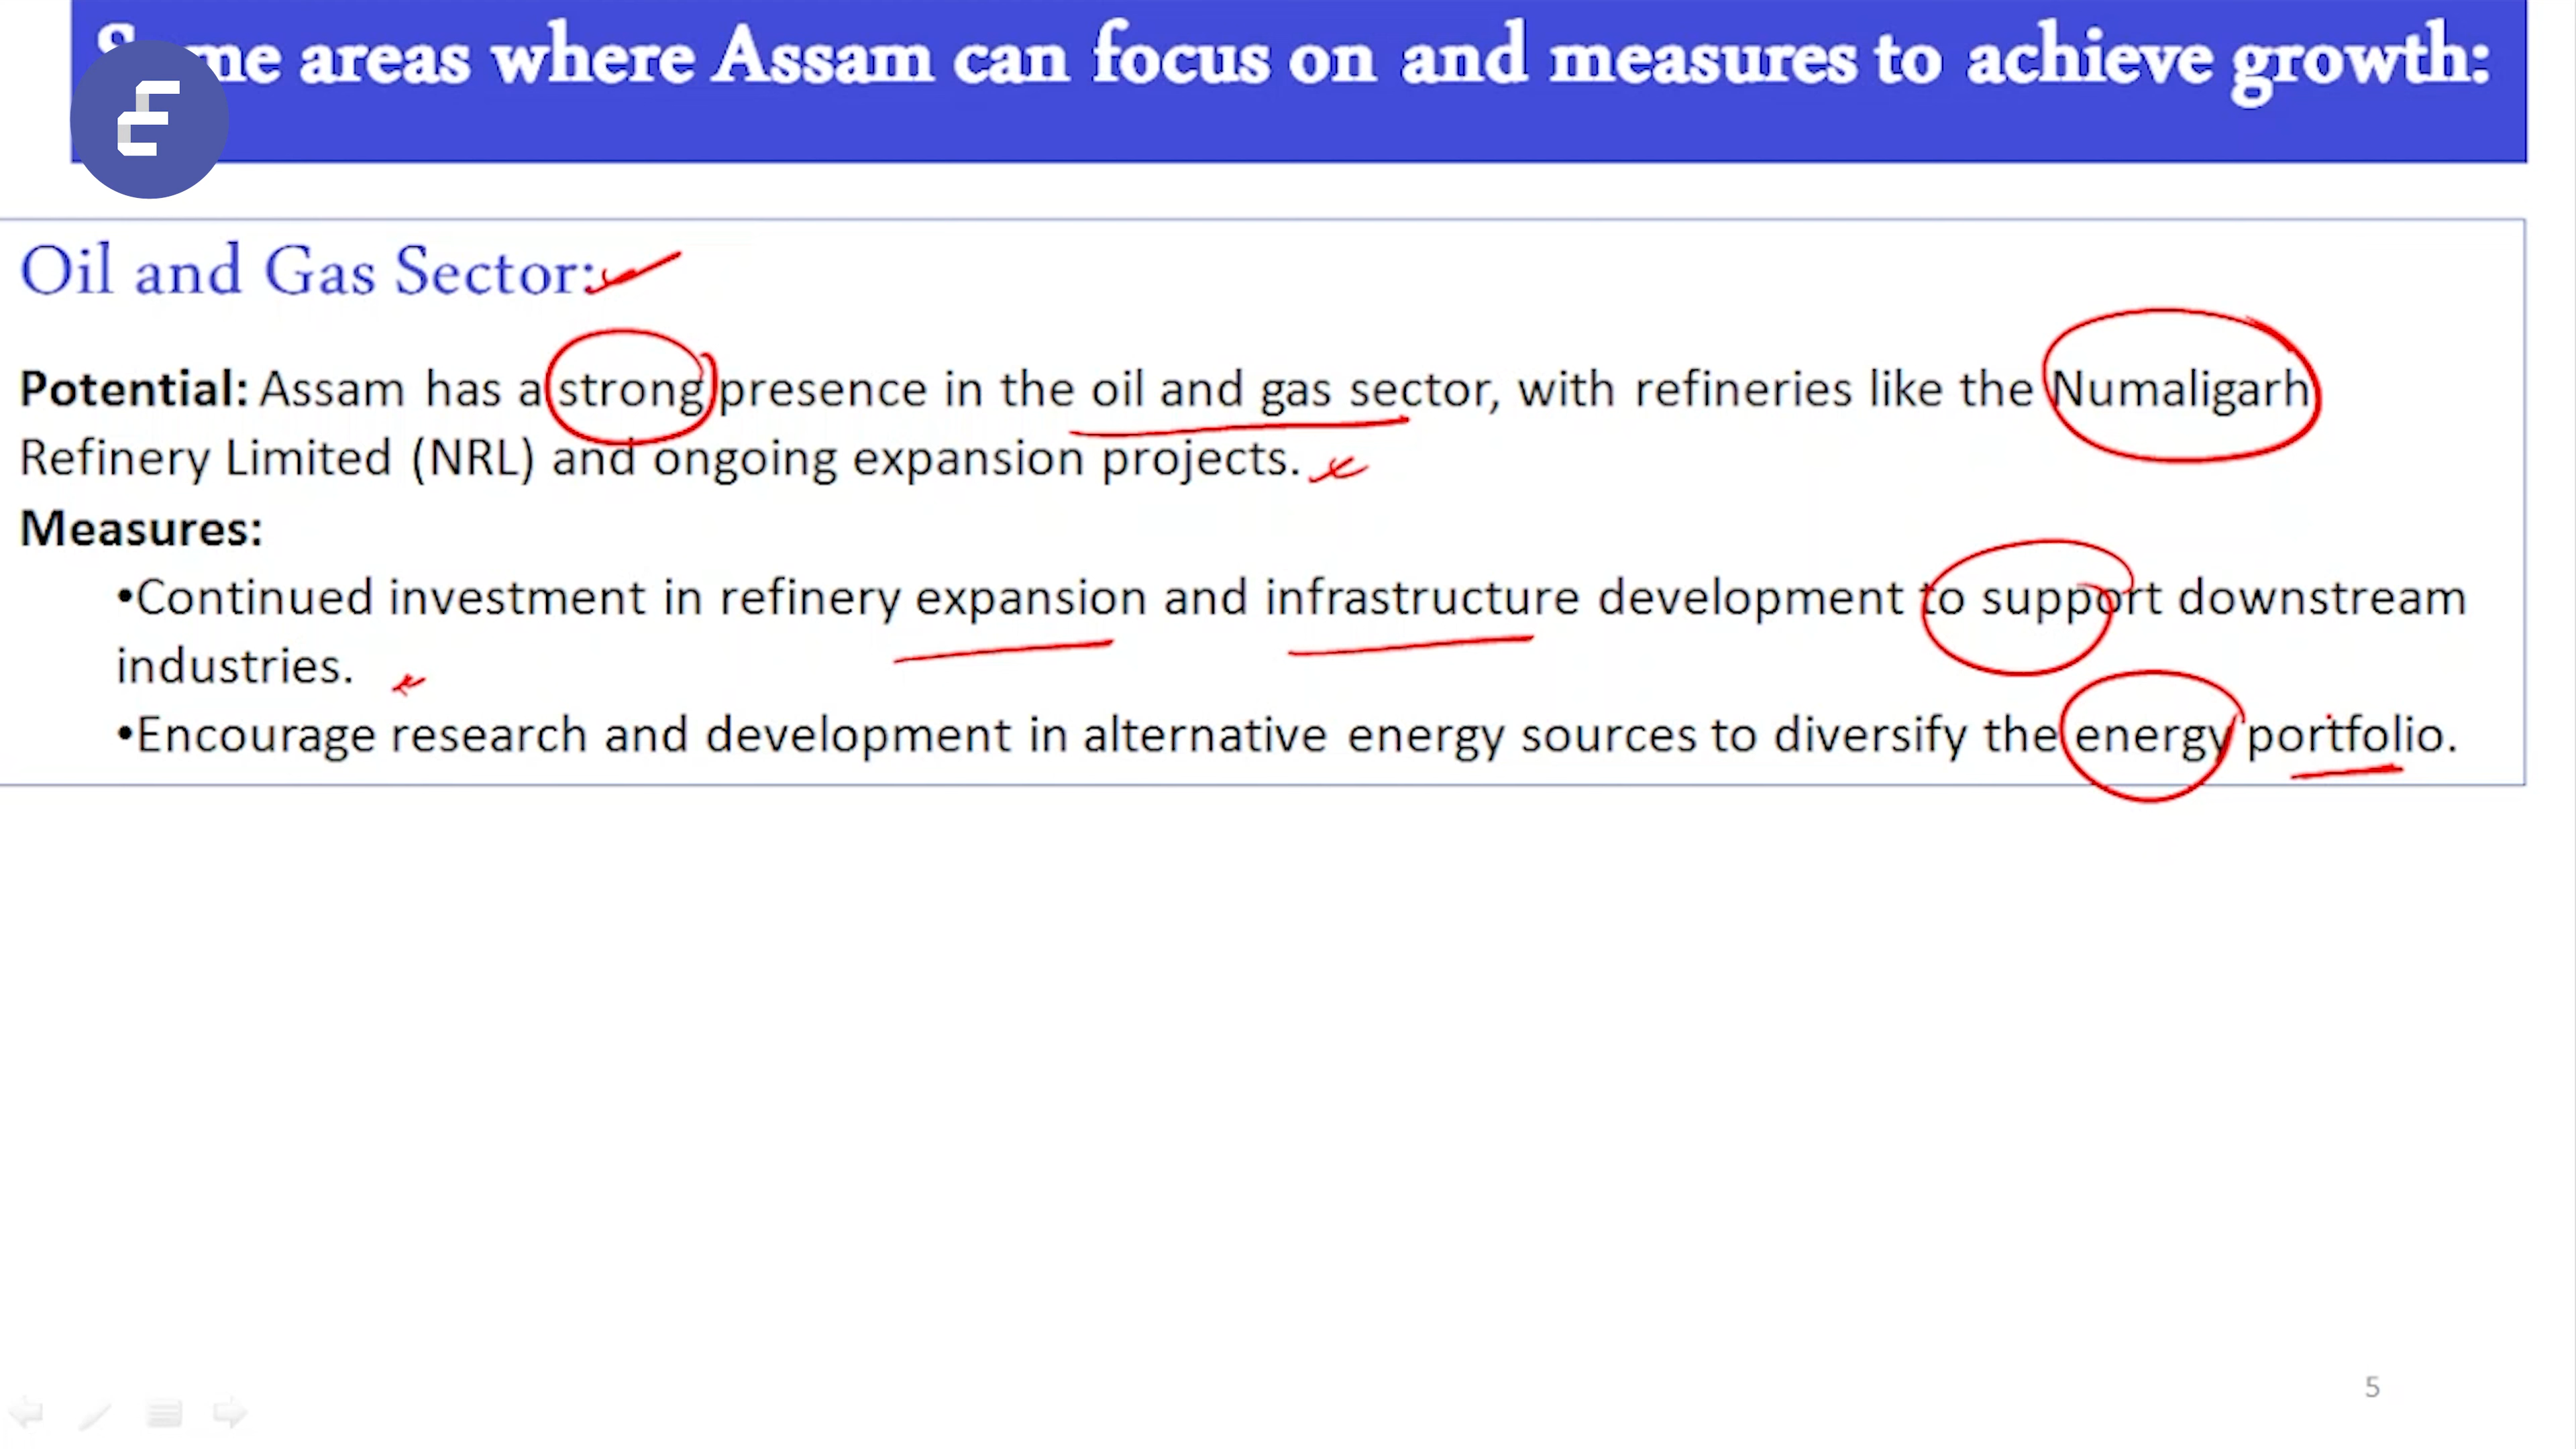 Some areas where Assam can focus on and measures to achieve growth:
Oil and Gas Sector:
Potential: Assam has a strong presence in the oil and gas sector, with refineries like the Numaligarh
Refinery Limited (NRL) and ongoing expansion projects.
Measures:
•Continued investment in refinery expansion and infrastructure development to support downstream
industries.
•Encourage research and development in alternative energy sources to diversify the energy portfolio.
5